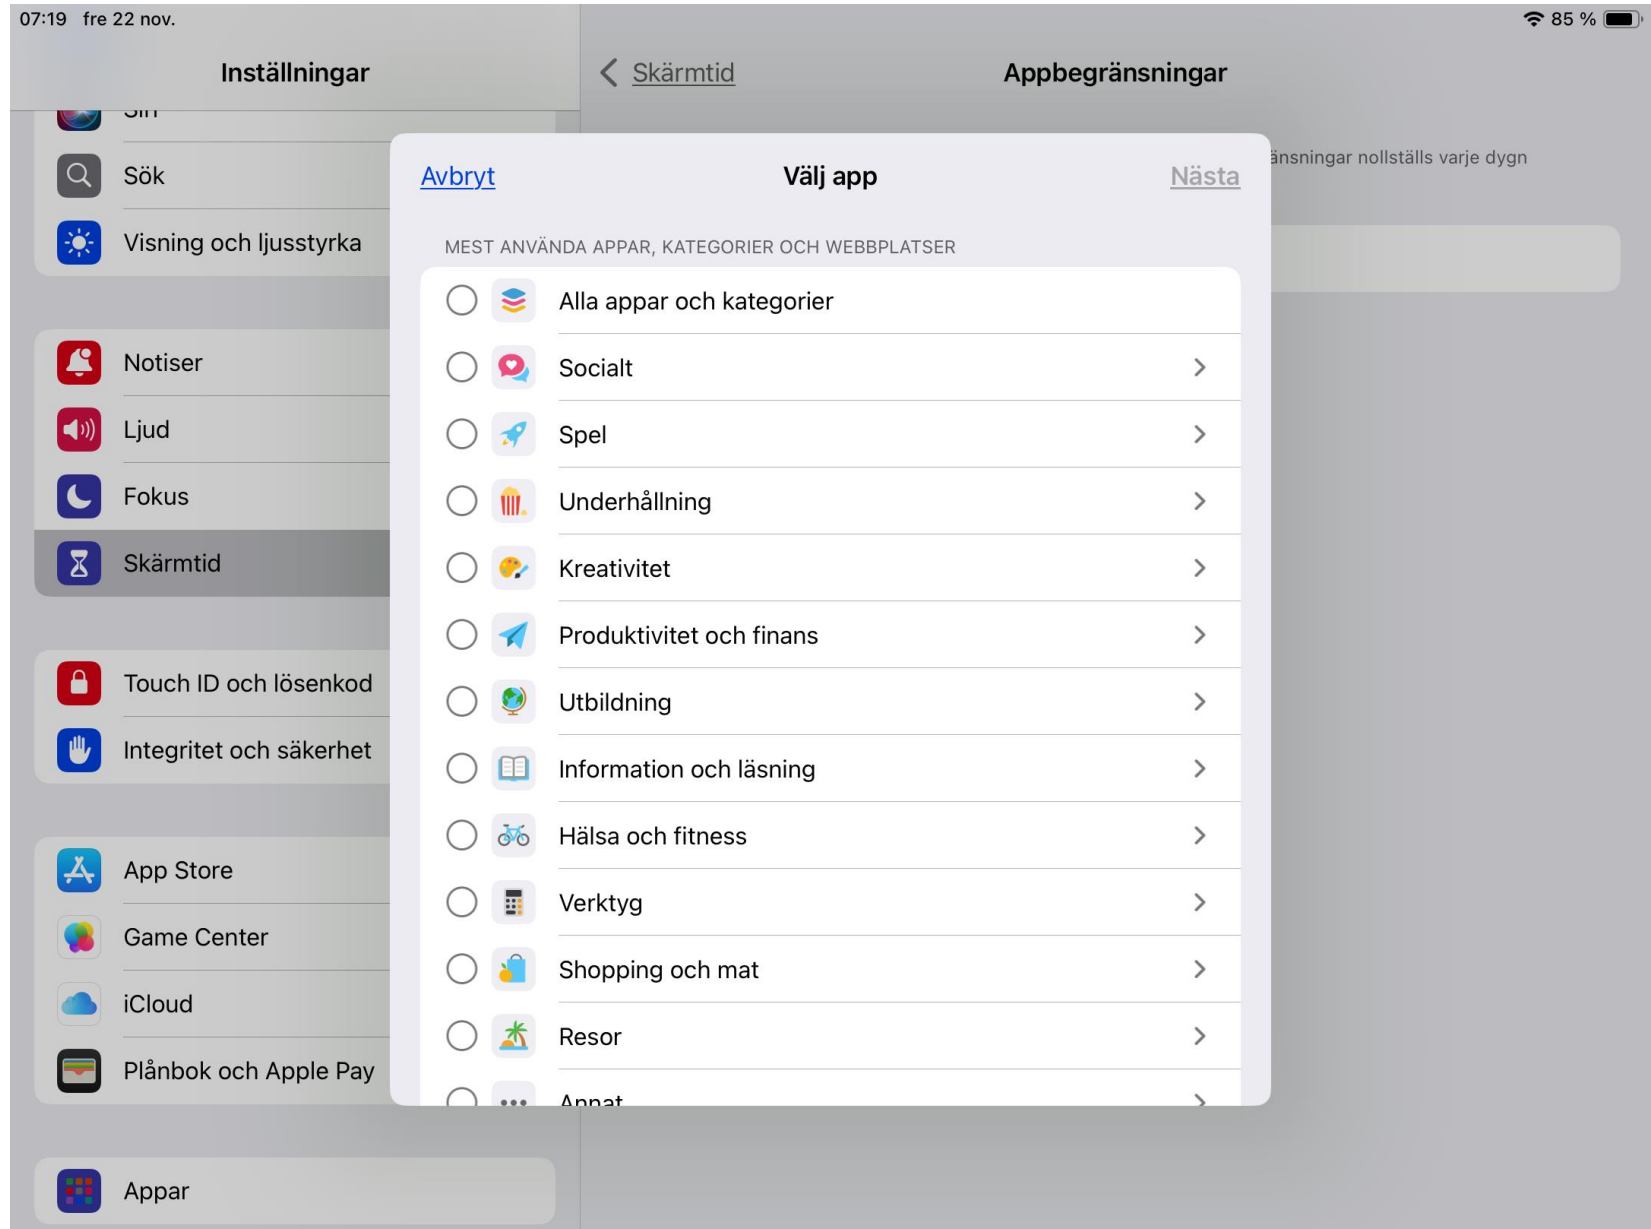 07:19 fre 22 nov.
85 %
Inställningar
Skärmtid
Appbegränsningar
Siri
Sök
Visning och ljusstyrka
Notiser
Ljud
Fokus
Skärmtid
Touch ID och lösenkod
Integritet och säkerhet
App Store
Game Center
iCloud
Plånbok och Apple Pay
Appar
änsningar nollställs varje dygn
Avbryt
Välj app
Nästa
MEST ANVÄNDA APPAR, KATEGORIER OCH WEBBPLATSER
Alla appar och kategorier
Socialt
Spel
Underhållning
Kreativitet
Produktivitet och finans
Utbildning
Information och läsning
Hälsa och fitness
Verktyg
Shopping och mat
Resor
Annat